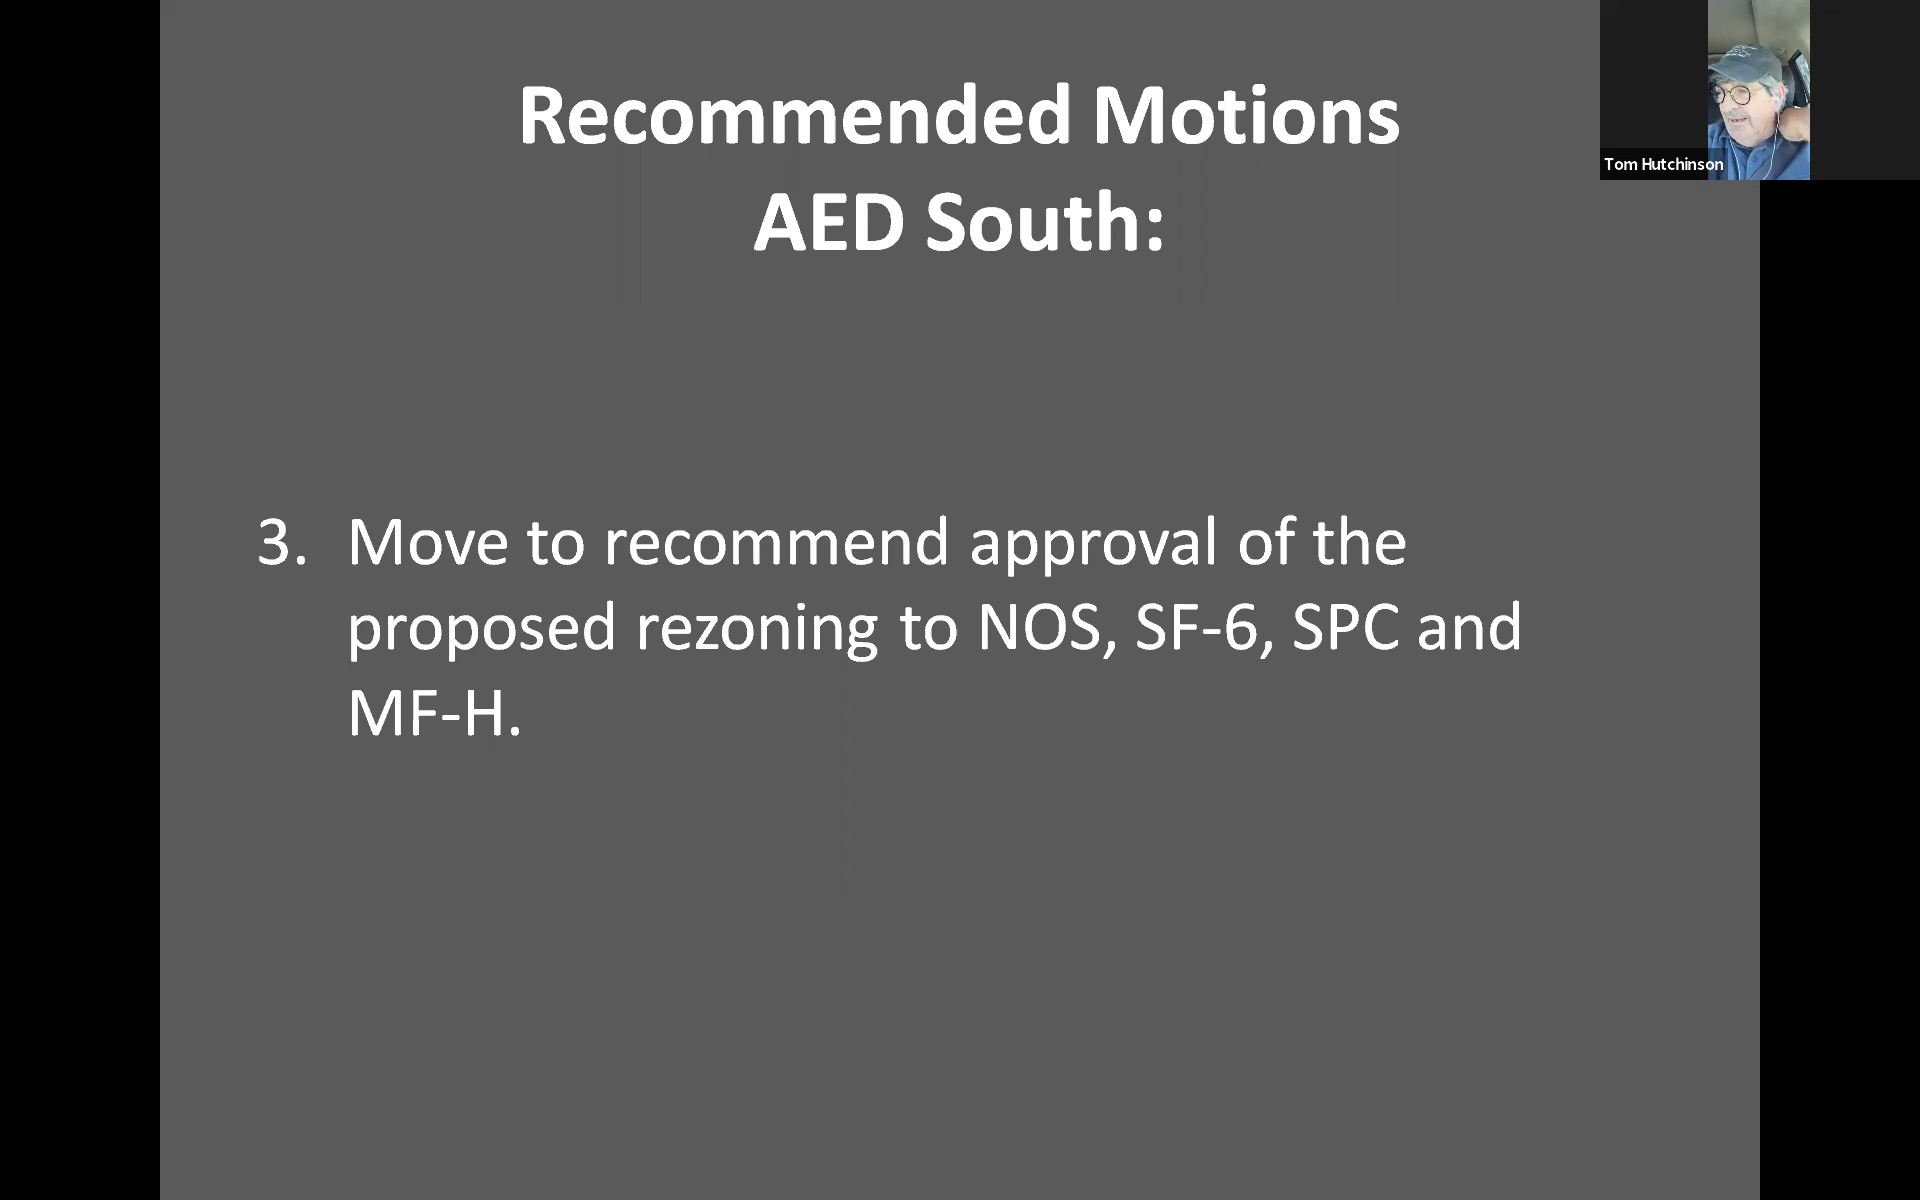 Recommended Motions
AED South:
Tom Hutchinson
3. Move to recommend approval of the
proposed rezoning to NOS, SF-6, SPC and
MF-H.